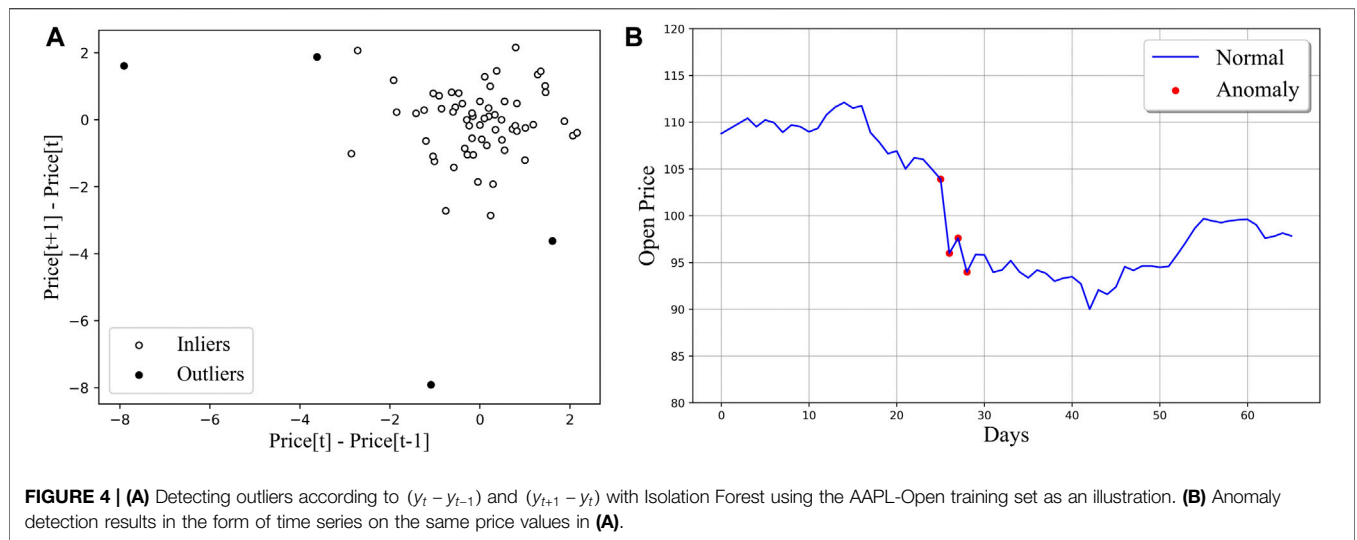 A
Price[t+1] - Price[t]
2
0
−2
−4
−6
−8
Inliers
Outliers
−8 −6 −4 −2 0 2
Price[t] - Price[t-1]
B
Open Price
120
115
110
105
100
95
90
85
80
Normal
Anomaly
0 10 20 30 40 50 60
Days
FIGURE 4 | (A) Detecting outliers according to (yₜ − yₜ₋₁) and (yₜ₊₁ − yₜ) with Isolation Forest using the AAPL-Open training set as an illustration. (B) Anomaly
detection results in the form of time series on the same price values in (A).